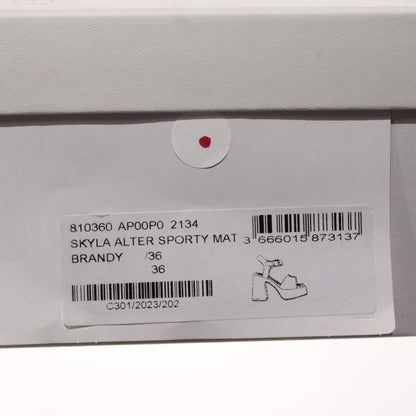 810360 AP00P0 2134
SKYLA ALTER SPORTY MAT
BRANDY /36
36
3 666015 873137
C301/2023/202